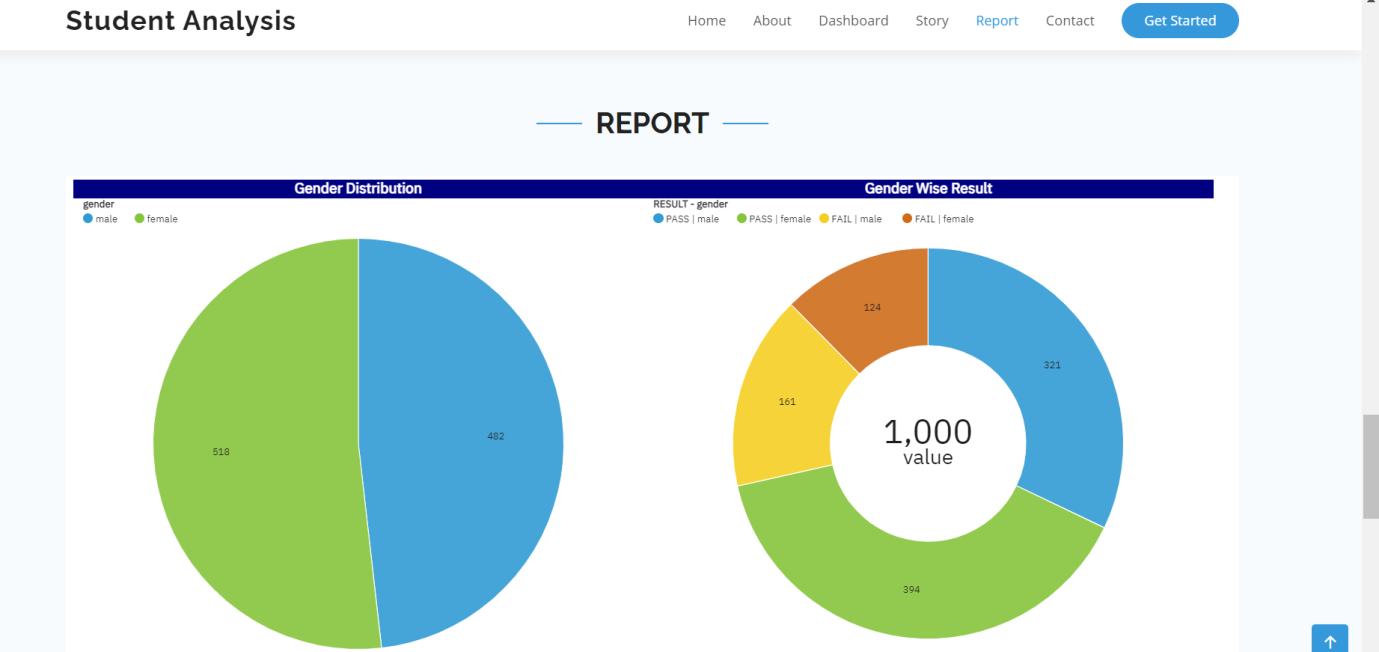 Student Analysis
Home About Dashboard Story Report Contact Get Started
REPORT
Gender Distribution
gender
male female
518
482
Gender Wise Result
RESULT - gender
PASS | male PASS | female FAIL | male FAIL | female
124
321
161
1,000
value
394